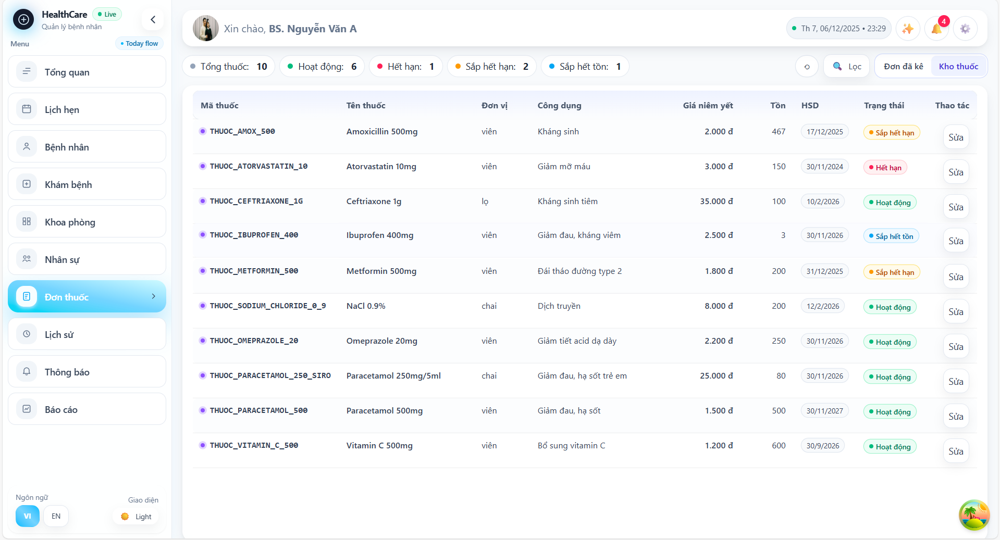 HealthCare Live
Quản lý bệnh nhân
Menu Today flow
Tổng quan
Lịch hẹn
Bệnh nhân
Khám bệnh
Khoa phòng
Nhân sự
Đơn thuốc
Lịch sử
Thông báo
Báo cáo
Ngôn ngữ Giao diện
VI EN Light
Xin chào, BS. Nguyễn Văn A Th 7, 06/12/2025 • 23:29 4
Tổng thuốc: 10 Hoạt động: 6 Hết hạn: 1 Sắp hết hạn: 2 Sắp hết tồn: 1 Lọc Đơn đã kê Kho thuốc
Mã thuốc Tên thuốc Đơn vị Công dụng Giá niêm yết Tồn HSD Trạng thái Thao tác
THUOC_AMOX_500 Amoxicillin 500mg viên Kháng sinh 2.000 đ 467 17/12/2025 Sắp hết hạn Sửa
THUOC_ATORVASTATIN_10 Atorvastatin 10mg viên Giảm mỡ máu 3.000 đ 150 30/11/2024 Hết hạn Sửa
THUOC_CEFTRIAXONE_1G Ceftriaxone 1g lọ Kháng sinh tiêm 35.000 đ 100 10/2/2026 Hoạt động Sửa
THUOC_IBUPROFEN_400 Ibuprofen 400mg viên Giảm đau, kháng viêm 2.500 đ 3 30/11/2026 Sắp hết tồn Sửa
THUOC_METFORMIN_500 Metformin 500mg viên Đái tháo đường type 2 1.800 đ 200 31/12/2025 Sắp hết hạn Sửa
THUOC_SODIUM_CHLORIDE_0_9 NaCl 0.9% chai Dịch truyền 8.000 đ 200 12/2/2026 Hoạt động Sửa
THUOC_OMEPRAZOLE_20 Omeprazole 20mg viên Giảm tiết acid dạ dày 2.200 đ 250 30/11/2026 Hoạt động Sửa
THUOC_PARACETAMOL_250_SIRO Paracetamol 250mg/5ml chai Giảm đau, hạ sốt trẻ em 25.000 đ 80 30/11/2026 Hoạt động Sửa
THUOC_PARACETAMOL_500 Paracetamol 500mg viên Giảm đau, hạ sốt 1.500 đ 500 30/11/2027 Hoạt động Sửa
THUOC_VITAMIN_C_500 Vitamin C 500mg viên Bổ sung vitamin C 1.200 đ 600 30/9/2026 Hoạt động Sửa